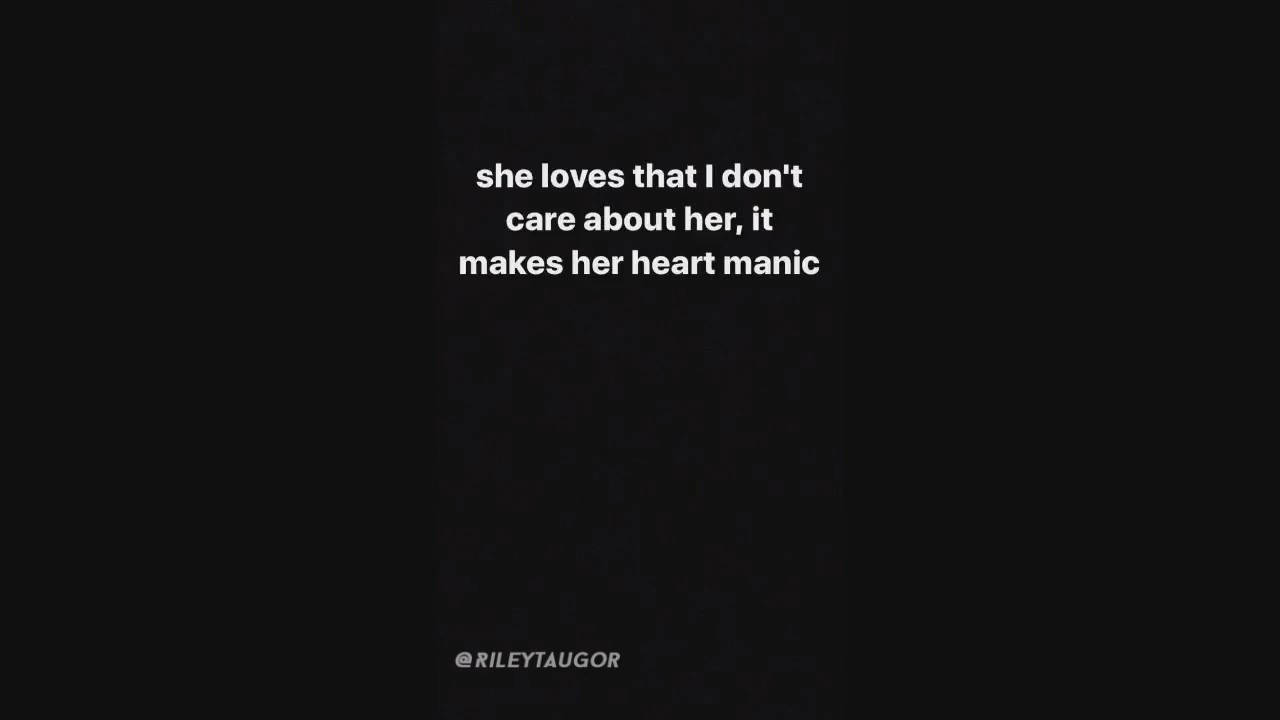 she loves that I don't
care about her, it
makes her heart manic
@RILEYTAUGOR